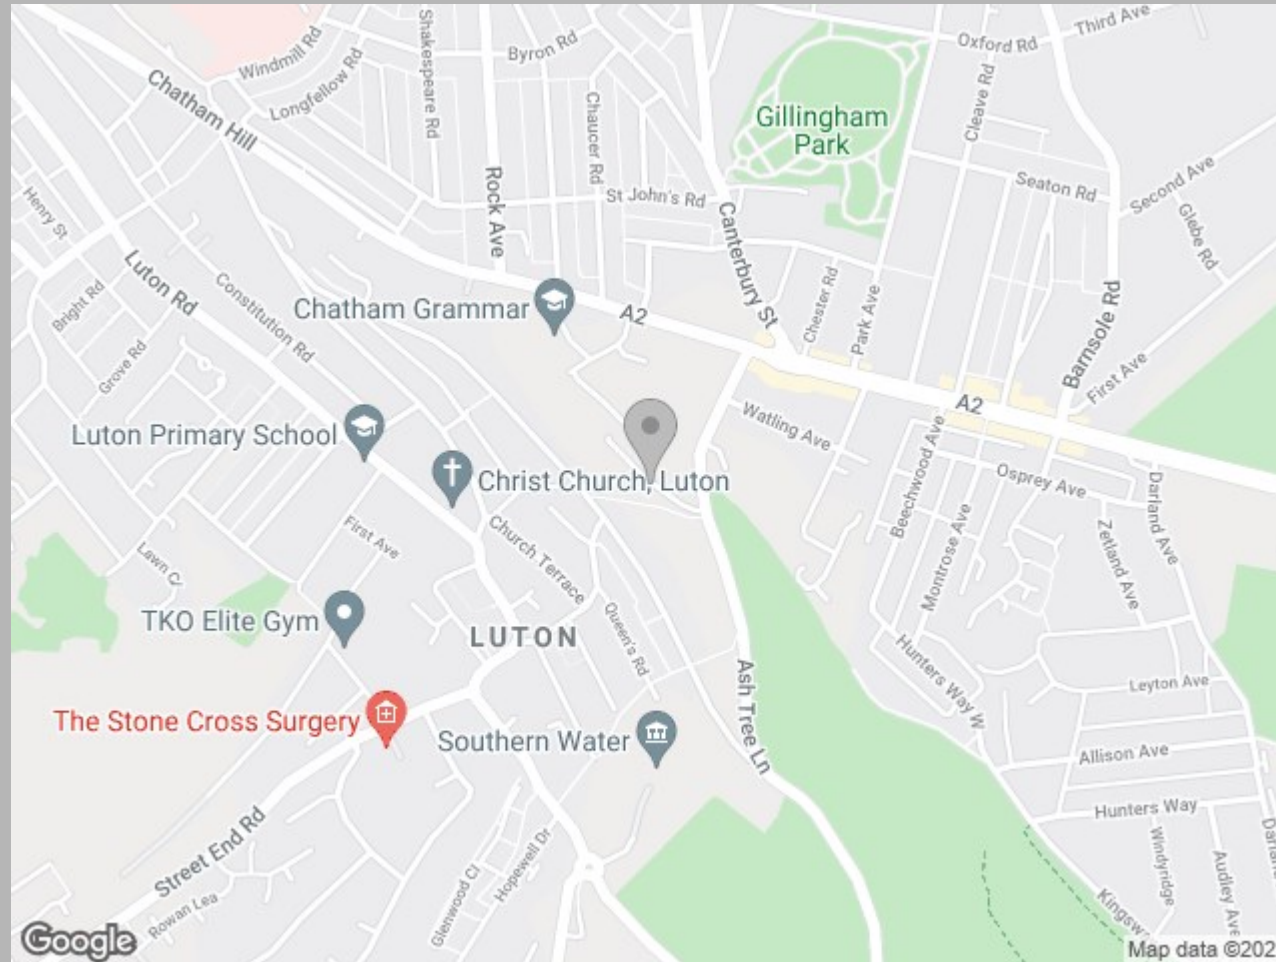 Shakespeare Rd
Byron Rd
Third Ave
Oxford Rd
Windmill Rd
Longfellow Rd
Chatham Hill
Chaucer Rd
Cleave Rd
Gillingham
Park
Rock Ave
St John's Rd
Seaton Rd
Second Ave
Glebe Rd
Henry St
Canterbury St
Luton Rd
Constitution Rd
Bright Rd
Grove Rd
Chatham Grammar
A2
Chester Rd
Park Ave
Barnsole Rd
First Ave
A2
Watling Ave
Luton Primary School
Christ Church, Luton
Beechwood Ave
Osprey Ave
Darland Ave
Montrose Ave
Zetland Ave
First Ave
Church Terrace
Lawn Cl
TKO Elite Gym
LUTON
Queen's Rd
Ash Tree Ln
Hunters Way W
Leyton Ave
The Stone Cross Surgery
Southern Water
Allison Ave
Hunters Way
Street End Rd
Rowan Lea
Glenwood Cl
Hopewell Dr
Windyridge
Audley Ave
Darland
Kingsw
Google
Map data ©202